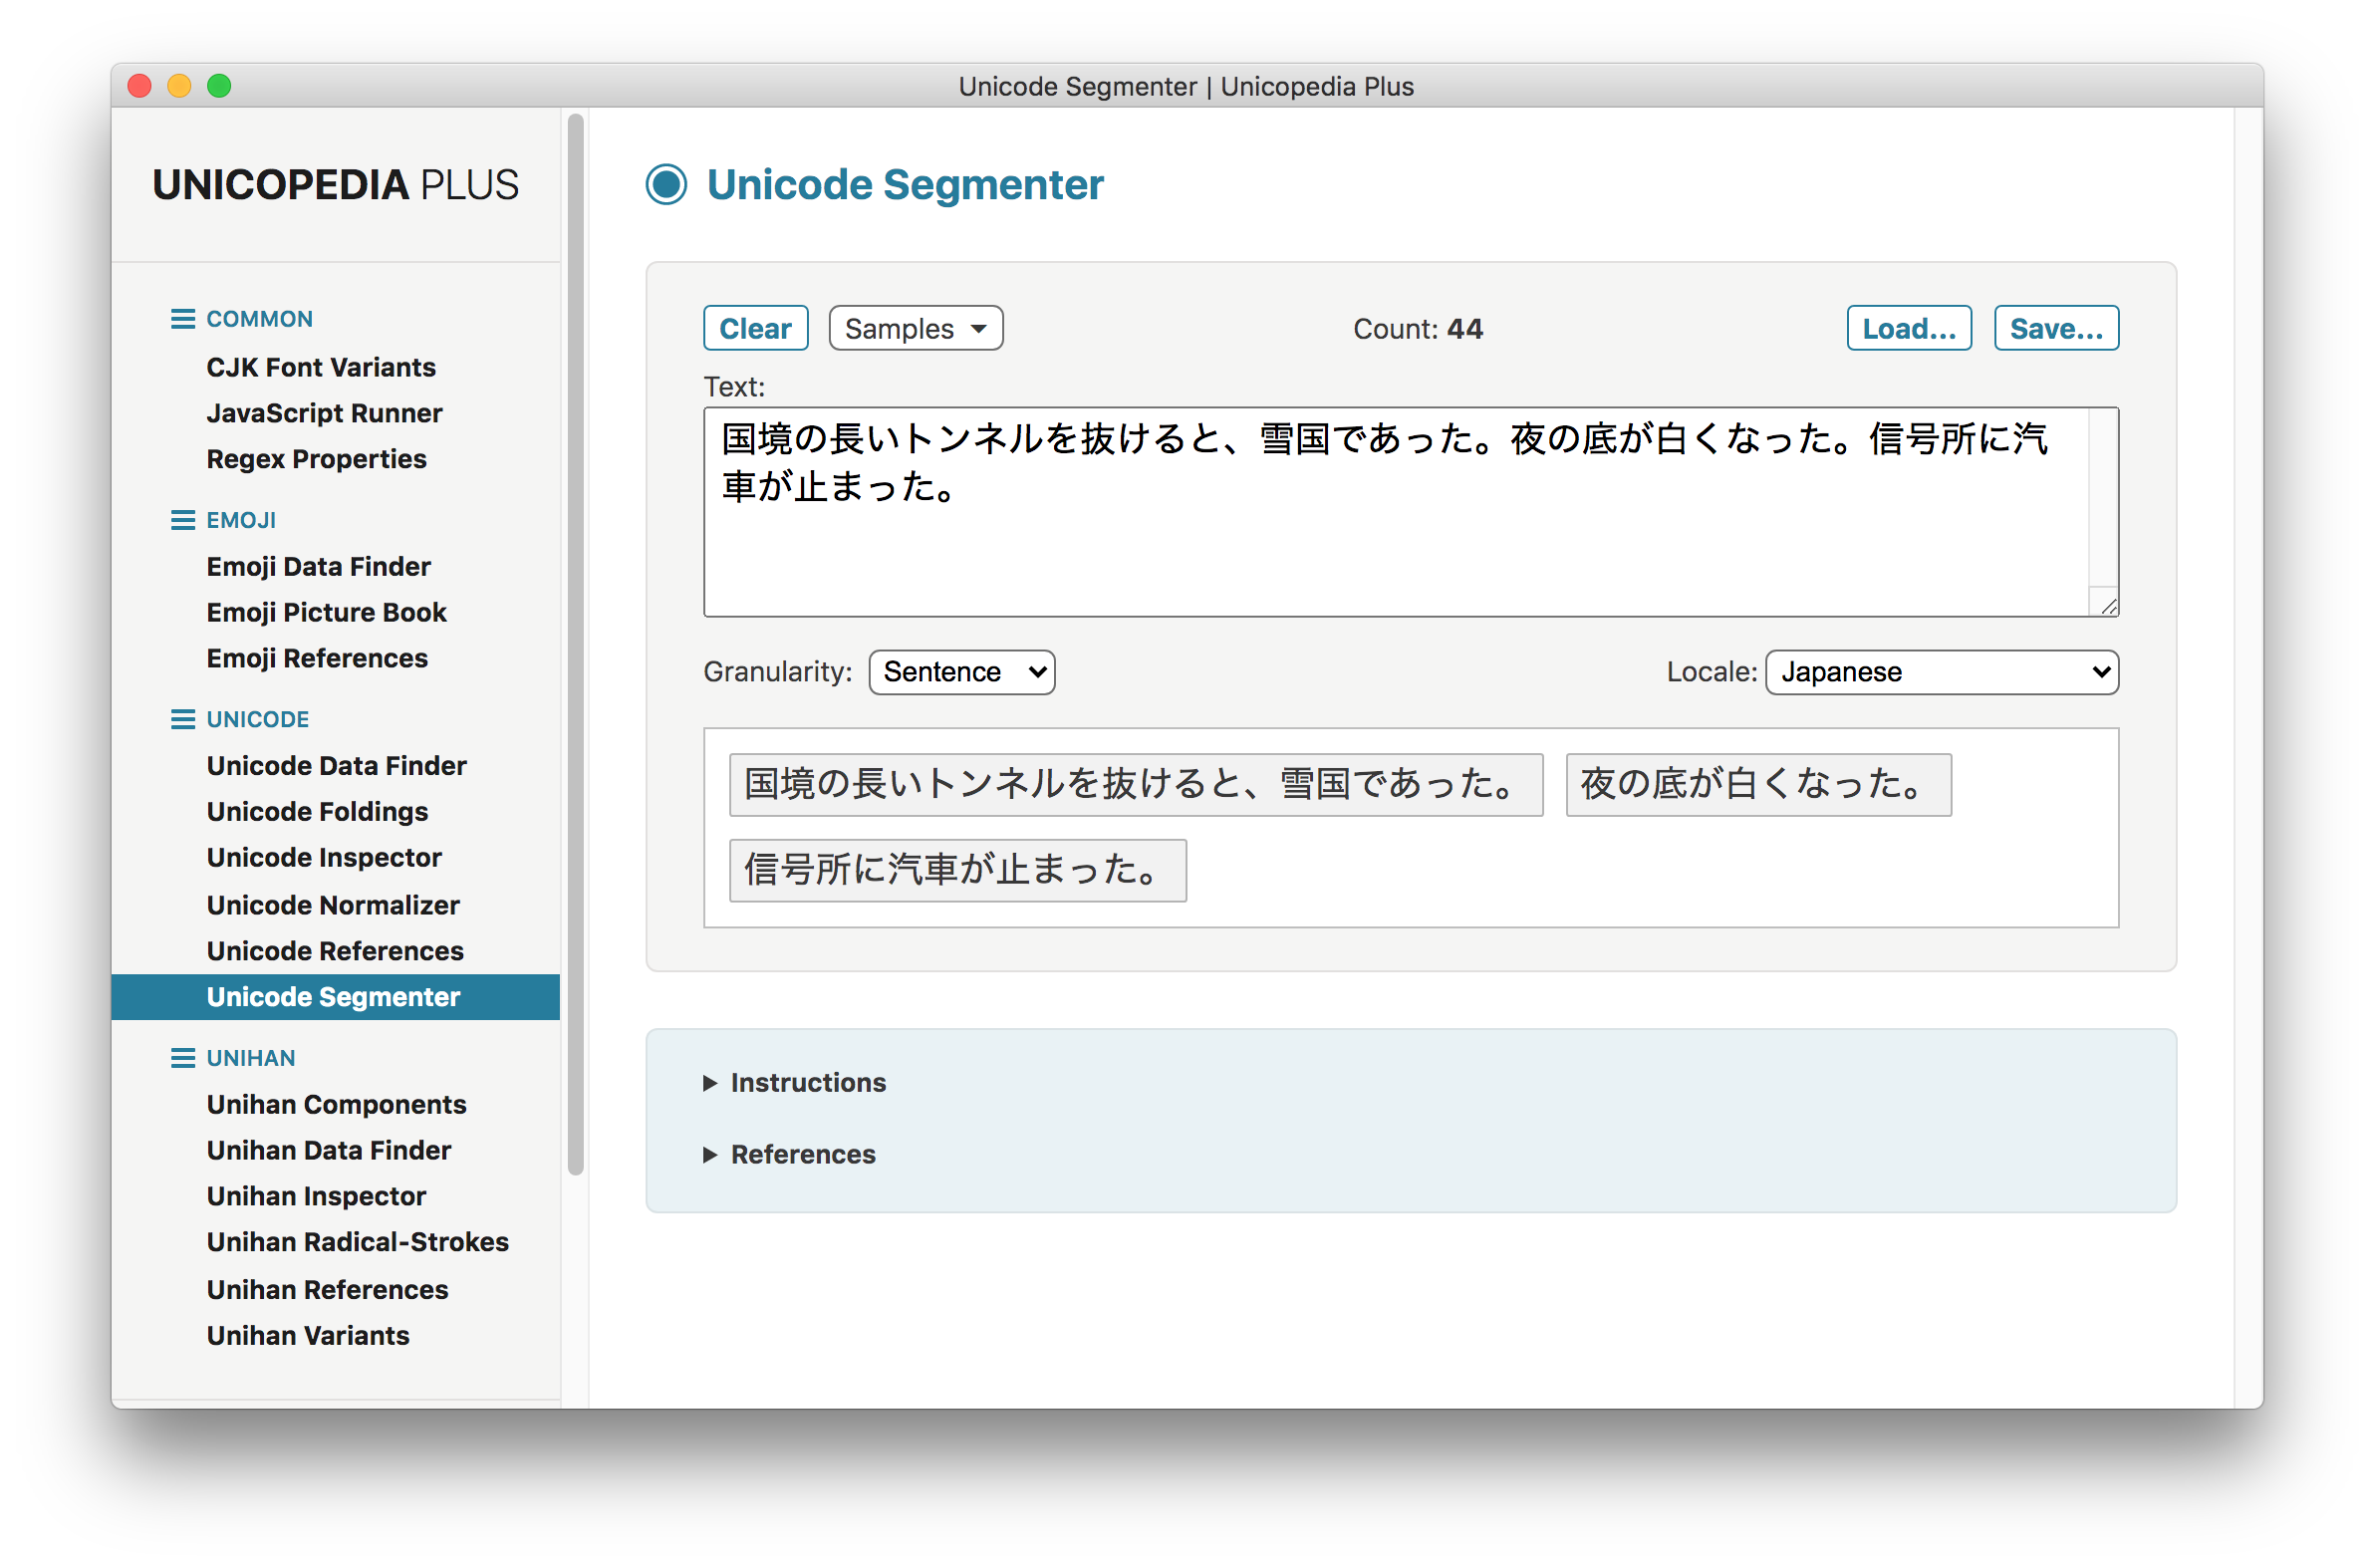 Unicode Segmenter | Unicopedia Plus
UNICOPEDIA PLUS
COMMON
CJK Font Variants
JavaScript Runner
Regex Properties
EMOJI
Emoji Data Finder
Emoji Picture Book
Emoji References
UNICODE
Unicode Data Finder
Unicode Foldings
Unicode Inspector
Unicode Normalizer
Unicode References
Unicode Segmenter
UNIHAN
Unihan Components
Unihan Data Finder
Unihan Inspector
Unihan Radical-Strokes
Unihan References
Unihan Variants
Unicode Segmenter
Clear Samples Count: 44 Load... Save...
Text:
国境の長いトンネルを抜けると、雪国であった。夜の底が白くなった。信号所に汽
車が止まった。
Granularity: Sentence Locale: Japanese
国境の長いトンネルを抜けると、雪国であった。 夜の底が白くなった。
信号所に汽車が止まった。
Instructions
References